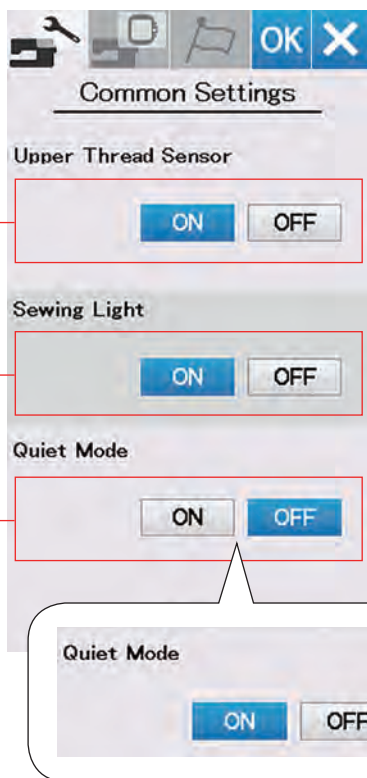 OK
Common Settings
Upper Thread Sensor
ON OFF
Sewing Light
ON OFF
Quiet Mode
ON OFF
Quiet Mode
ON OFF